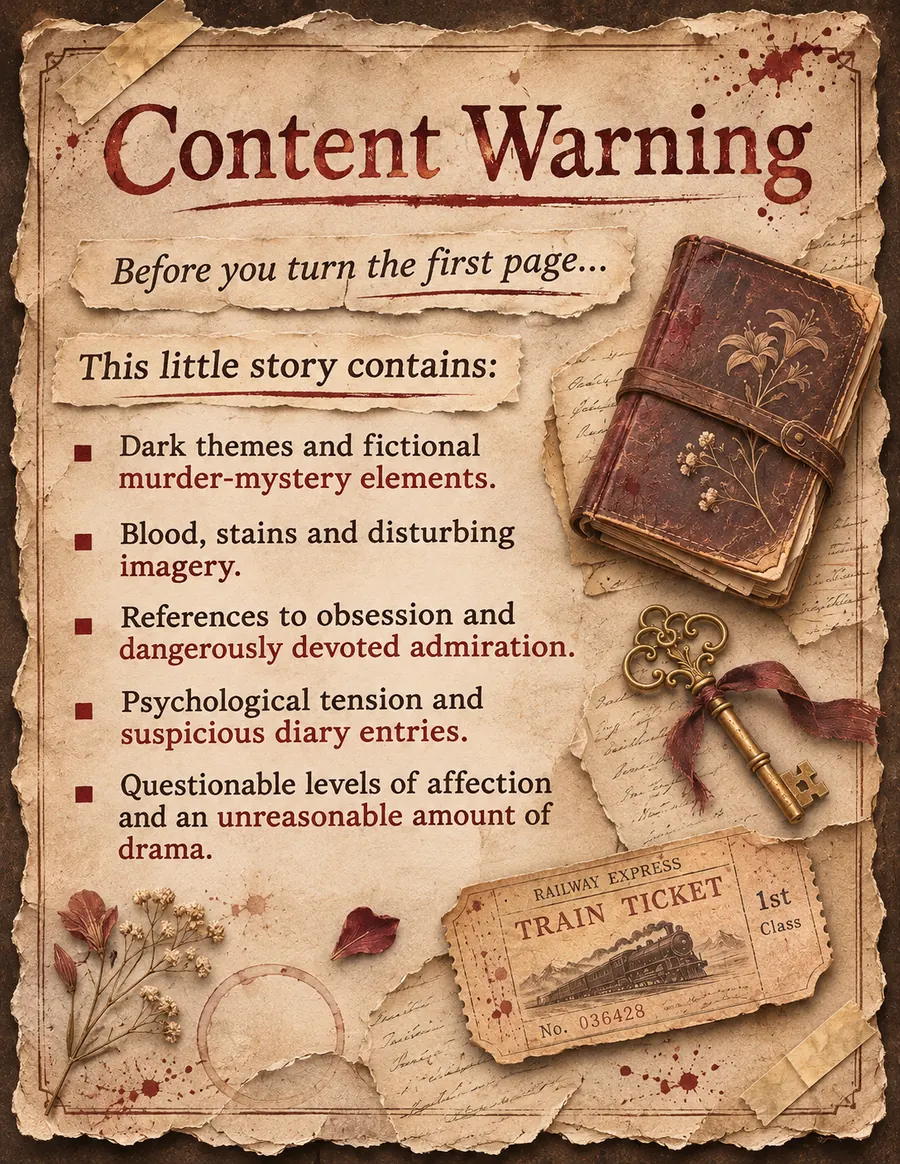 Content Warning
Before you turn the first page...
This little story contains:
Dark themes and fictional
murder-mystery elements.
Blood, stains and disturbing
imagery.
References to obsession and
dangerously devoted admiration.
Psychological tension and
suspicious diary entries.
Questionable levels of affection
and an unreasonable amount of
drama.
RAILWAY EXPRESS
TRAIN TICKET
1st
Class
No. 036428